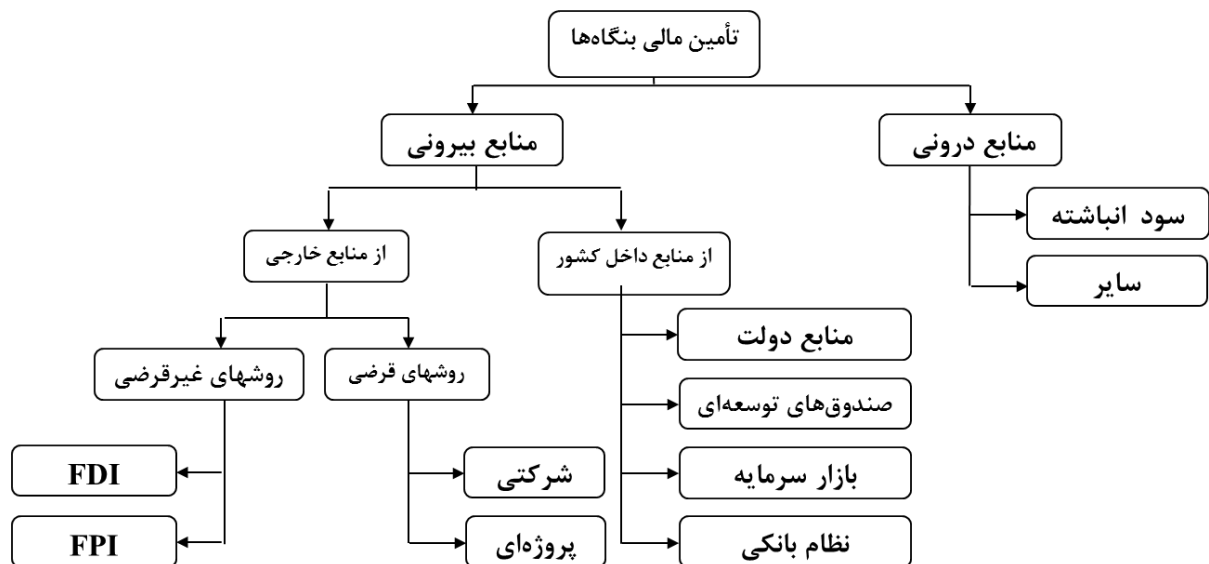 تأمین مالی بنگاه‌ها
منابع درونی
منابع بیرونی
سود انباشته
سایر
از منابع داخل کشور
از منابع خارجی
منابع دولت
صندوق‌های توسعه‌ای
بازار سرمایه
نظام بانکی
روشهای قرضی
روشهای غیرقرضی
شرکتی
پروژه‌ای
FDI
FPI